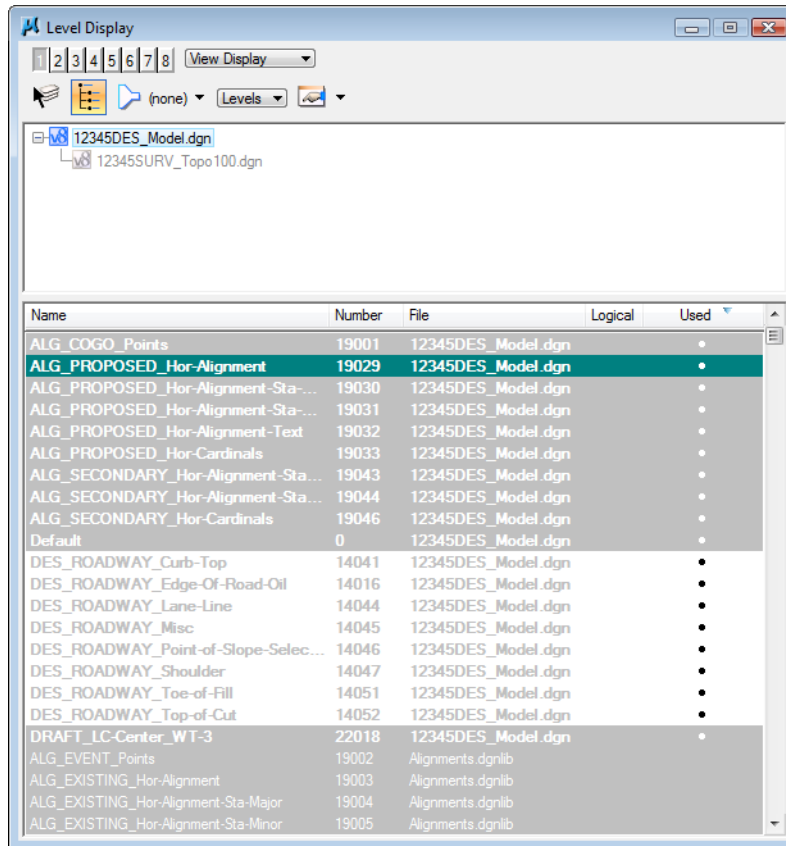 Level Display
1 2 3 4 5 6 7 8 View Display
(none) Levels
12345DES_Model.dgn
12345SURV_Topo100.dgn
Name Number File Logical Used
ALG_COGO_Points 19001 12345DES_Model.dgn
ALG_PROPOSED_Hor-Alignment 19029 12345DES_Model.dgn
ALG_PROPOSED_Hor-Alignment-Sta-... 19030 12345DES_Model.dgn
ALG_PROPOSED_Hor-Alignment-Sta-... 19031 12345DES_Model.dgn
ALG_PROPOSED_Hor-Alignment-Text 19032 12345DES_Model.dgn
ALG_PROPOSED_Hor-Cardinals 19033 12345DES_Model.dgn
ALG_SECONDARY_Hor-Alignment-Sta... 19043 12345DES_Model.dgn
ALG_SECONDARY_Hor-Alignment-Sta... 19044 12345DES_Model.dgn
ALG_SECONDARY_Hor-Cardinals 19046 12345DES_Model.dgn
Default 0 12345DES_Model.dgn
DES_ROADWAY_Curb-Top 14041 12345DES_Model.dgn
DES_ROADWAY_Edge-Of-Road-Oil 14016 12345DES_Model.dgn
DES_ROADWAY_Lane-Line 14044 12345DES_Model.dgn
DES_ROADWAY_Misc 14045 12345DES_Model.dgn
DES_ROADWAY_Point-of-Slope-Selec... 14046 12345DES_Model.dgn
DES_ROADWAY_Shoulder 14047 12345DES_Model.dgn
DES_ROADWAY_Toe-of-Fill 14051 12345DES_Model.dgn
DES_ROADWAY_Top-of-Cut 14052 12345DES_Model.dgn
DRAFT_LC-Center_WT-3 22018 12345DES_Model.dgn
ALG_EVENT_Points 19002 Alignments.dgnlib
ALG_EXISTING_Hor-Alignment 19003 Alignments.dgnlib
ALG_EXISTING_Hor-Alignment-Sta-Major 19004 Alignments.dgnlib
ALG_EXISTING_Hor-Alignment-Sta-Minor 19005 Alignments.dgnlib